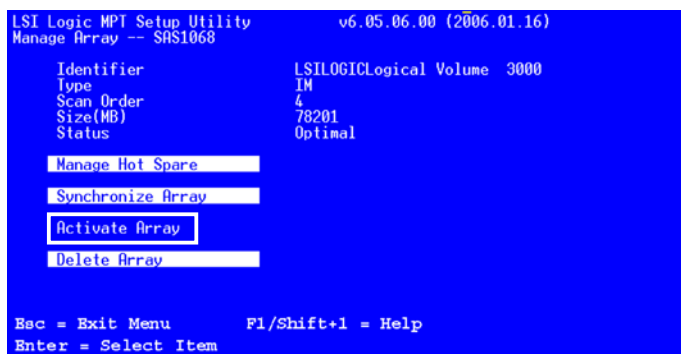 LSI Logic MPT Setup Utility v6.05.06.00 (2006.01.16)
Manage Array -- SAS1068
Identifier LSILOGICLogical Volume 3000
Type IM
Scan Order 4
Size(MB) 78201
Status Optimal
Manage Hot Spare
Synchronize Array
Activate Array
Delete Array
Esc = Exit Menu F1/Shift+1 = Help
Enter = Select Item